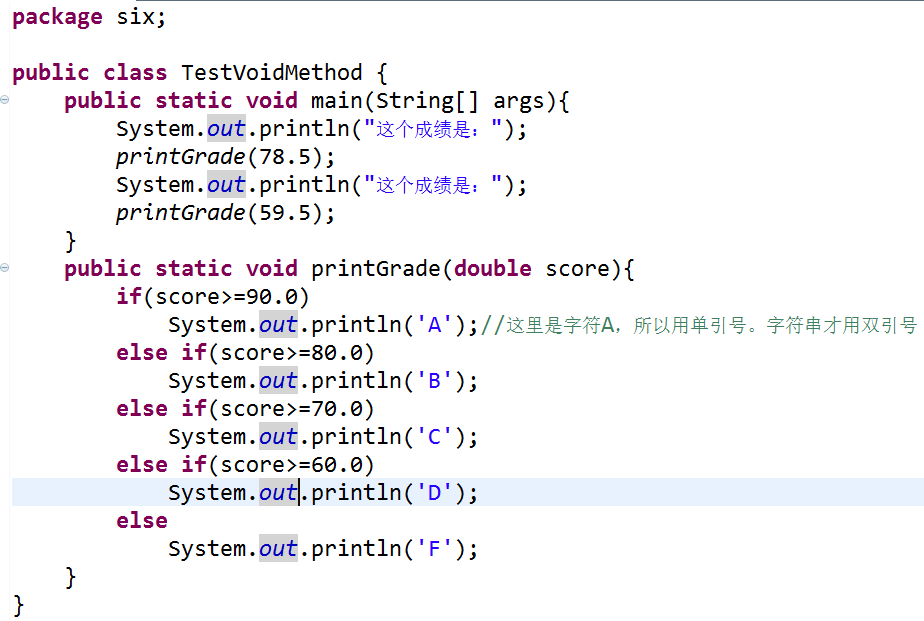 package six;
public class TestVoidMethod {
public static void main(String[] args){
System.out.println("这个成绩是：");
printGrade(78.5);
System.out.println("这个成绩是：");
printGrade(59.5);
}
public static void printGrade(double score){
if(score>=90.0)
System.out.println('A');//这里是字符A，所以用单引号。字符串才用双引号
else if(score>=80.0)
System.out.println('B');
else if(score>=70.0)
System.out.println('C');
else if(score>=60.0)
System.out.println('D');
else
System.out.println('F');
}
}